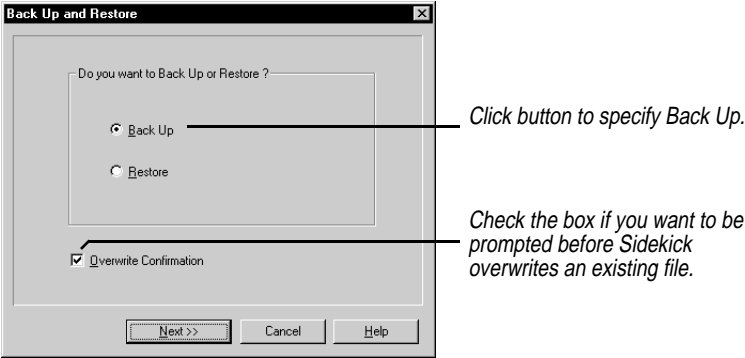 Back Up and Restore
Do you want to Back Up or Restore ?
Back Up
Click button to specify Back Up.
Restore
Check the box if you want to be
prompted before Sidekick
overwrites an existing file.
Overwrite Confirmation
Next >>
Cancel
Help